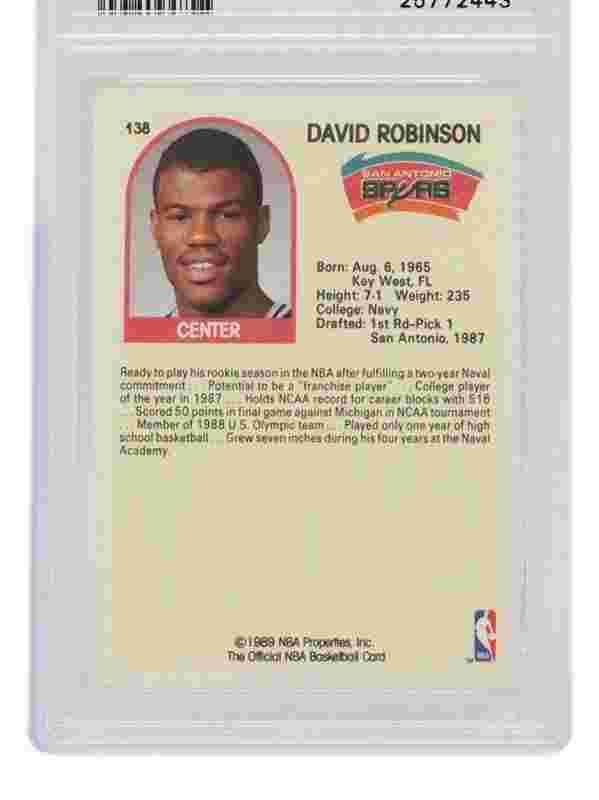 25772443
138
DAVID ROBINSON
SAN ANTONIO
SPURS
Born: Aug. 6, 1965
Key West, FL
Height: 7-1 Weight: 235
College: Navy
Drafted: 1st Rd-Pick 1
San Antonio, 1987
CENTER
Ready to play his rookie season in the NBA after fulfilling a two-year Naval
commitment... Potential to be a "franchise player"... College player
of the year in 1987... Holds NCAA record for career blocks with 516
...Scored 50 points in final game against Michigan in NCAA tournament
...Member of 1988 U.S. Olympic team... Played only one year of high
school basketball... Grew seven inches during his four years at the Naval
Academy.
©1989 NBA Properties, Inc.
The Official NBA Basketball Card
NBA